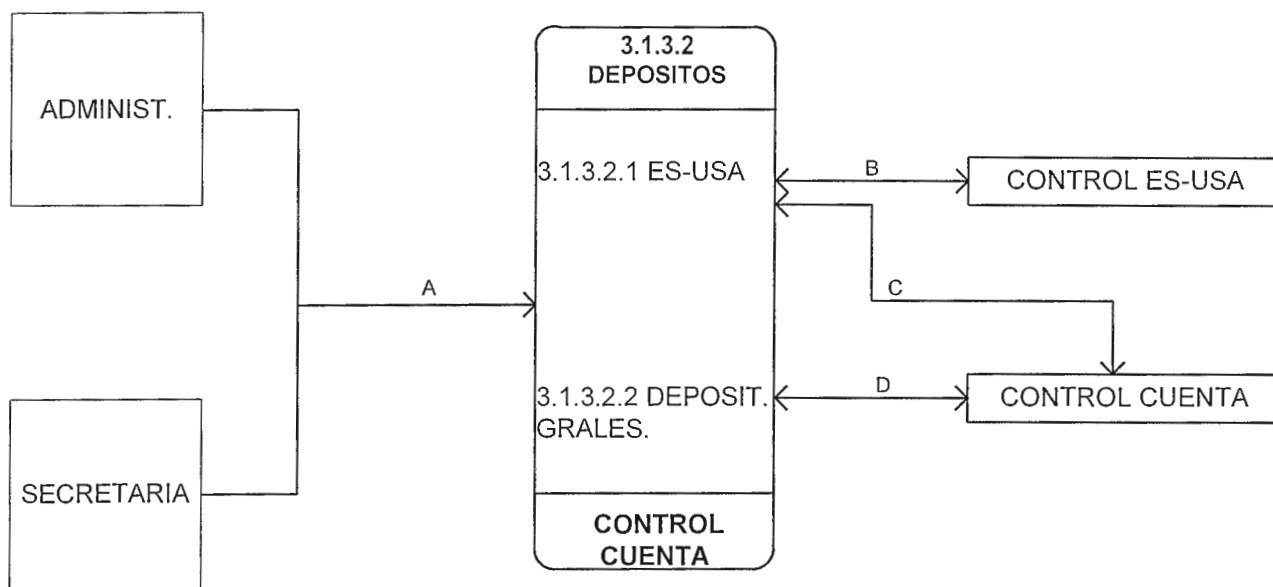 ADMINIST.
SECRETARIA
A
3.1.3.2
DEPOSITOS
3.1.3.2.1 ES-USA
3.1.3.2.2 DEPOSIT.
GRALES.
CONTROL
CUENTA
B
CONTROL ES-USA
C
D
CONTROL CUENTA